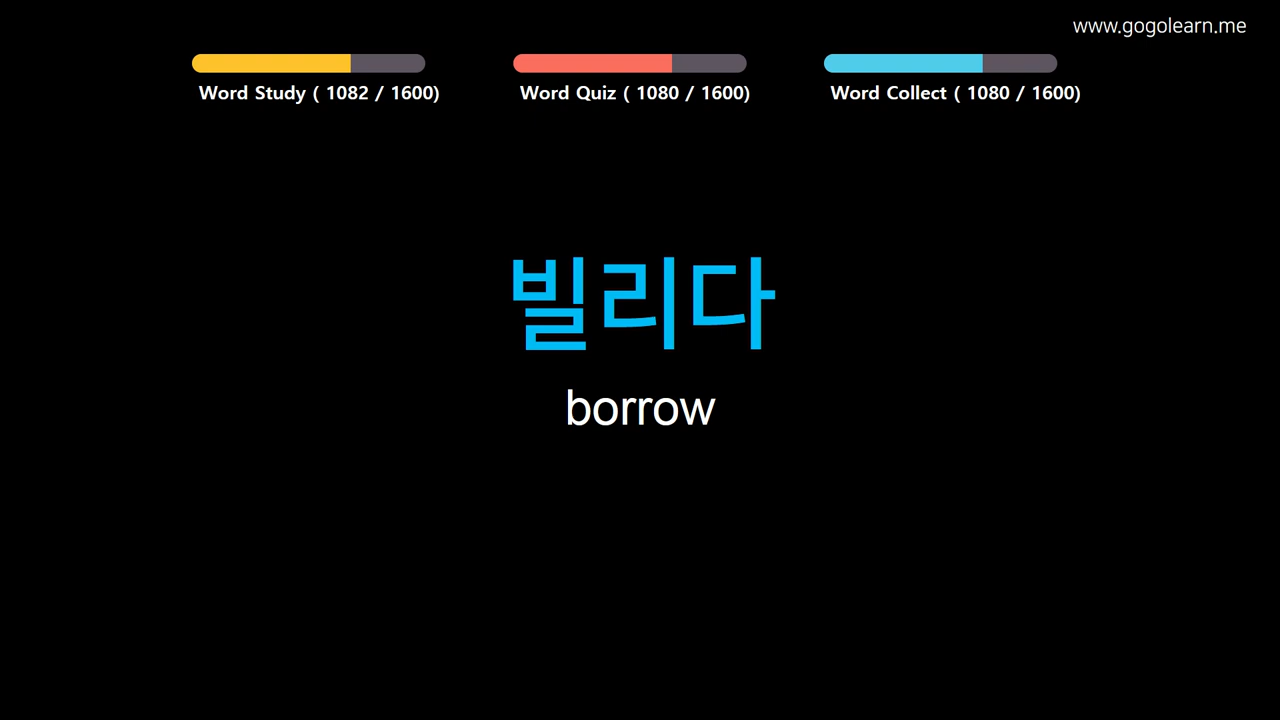 www.gogolearn.me
Word Study ( 1082 / 1600)
Word Quiz ( 1080 / 1600)
Word Collect ( 1080 / 1600)
빌리다
borrow